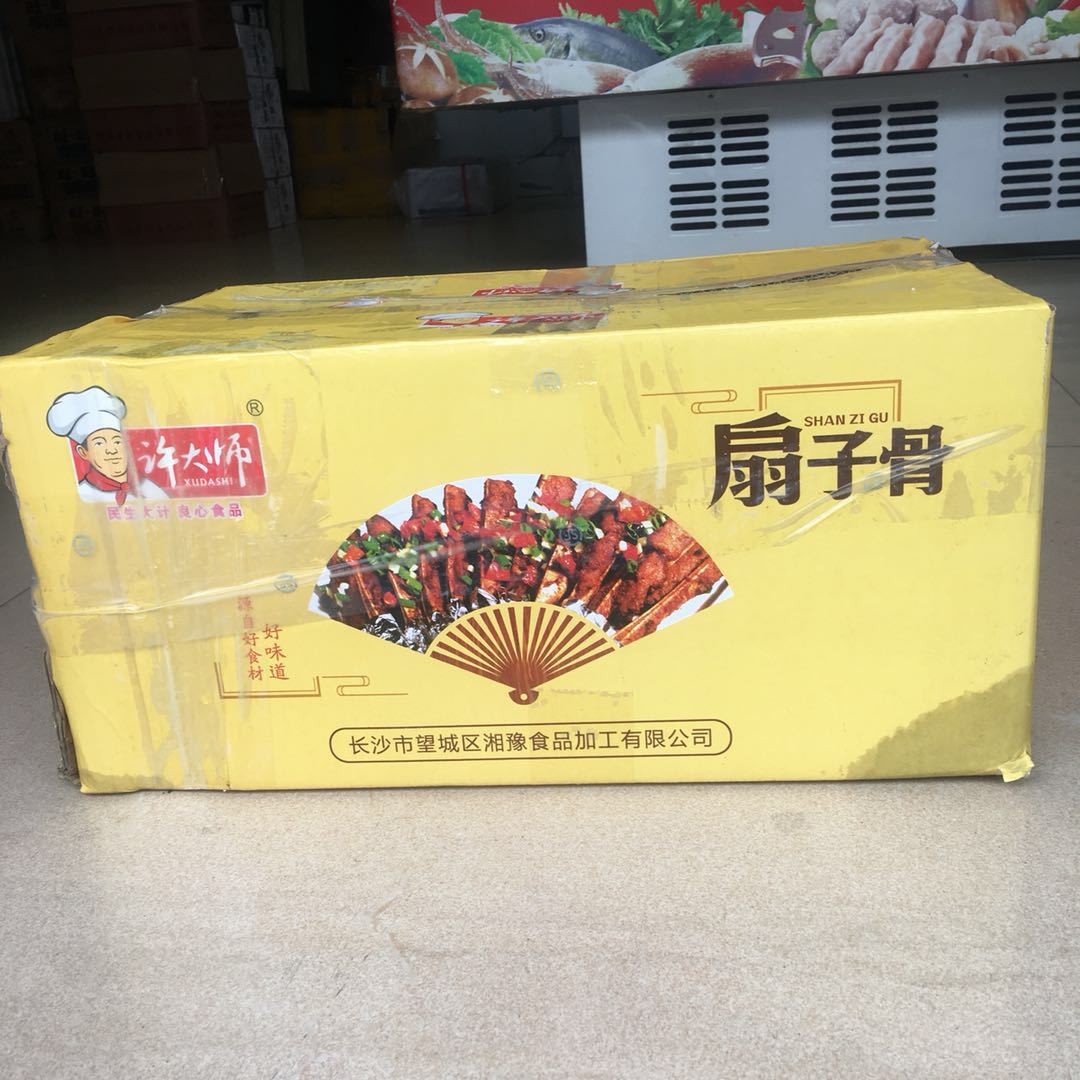 ®
许大师
XUDASHI
民生大计 良心食品
SHAN ZI GU
扇子骨
好味道
源自好食材
长沙市望城区湘豫食品加工有限公司